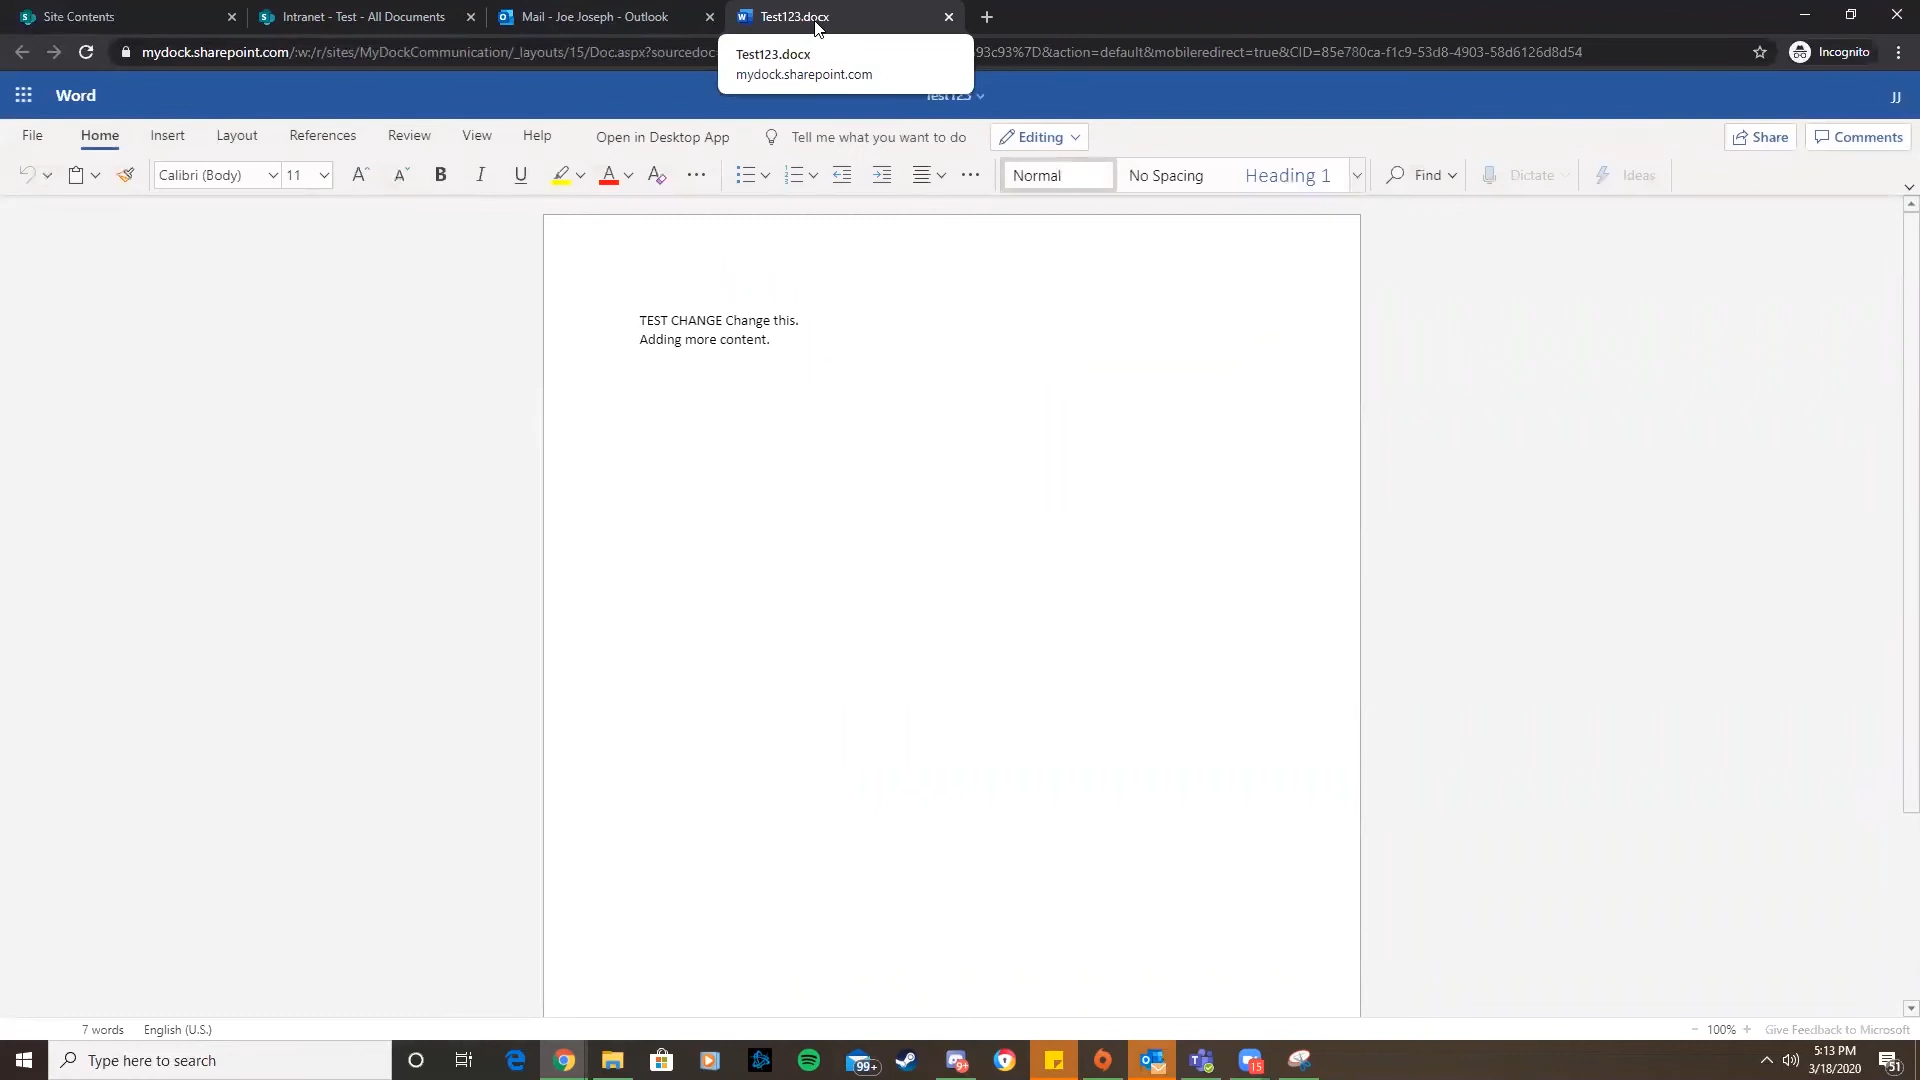 Site Contents
Intranet - Test - All Documents
Mail - Joe Joseph - Outlook
Test123.docx
mydock.sharepoint.com/:w:/r/sites/MyDockCommunication/_layouts/15/Doc.aspx?sourcedoc=
93c93%7D&action=default&mobileredirect=true&CID=85e780ca-f1c9-53d8-4903-58d6126d8d54
Incognito
Test123.docx
mydock.sharepoint.com
Word
Test123
JJ
File Home Insert Layout References Review View Help Open in Desktop App Tell me what you want to do Editing Share Comments
Calibri (Body) 11 A A B I U A A Normal No Spacing Heading 1 Find Dictate Ideas
TEST CHANGE Change this.
Adding more content.
7 words English (U.S.) 100% Give Feedback to Microsoft
Type here to search
99+
9+
15
5:13 PM
3/18/2020
51